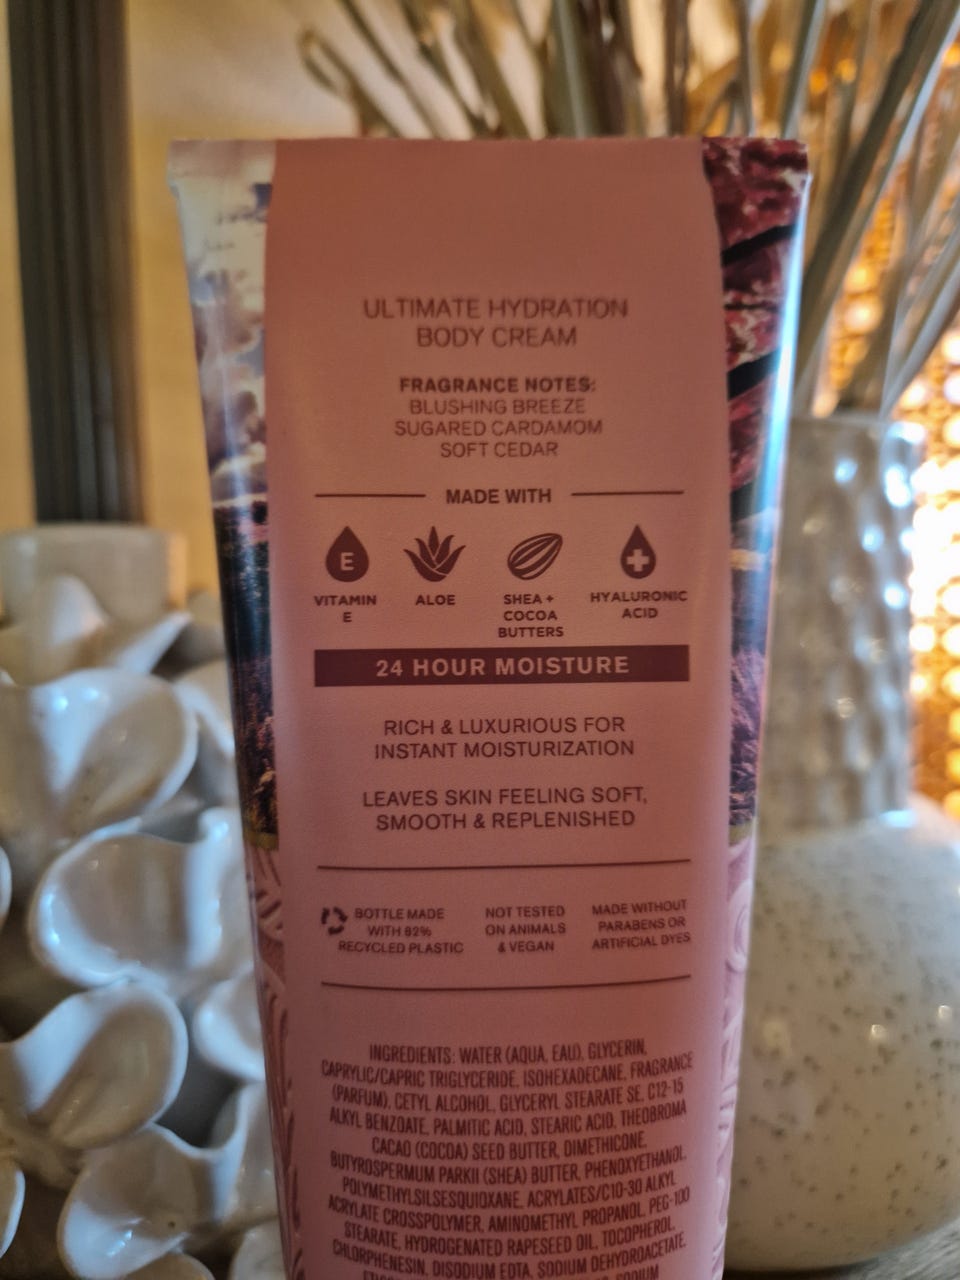 ULTIMATE HYDRATION
BODY CREAM
FRAGRANCE NOTES:
BLUSHING BREEZE
SUGARED CARDAMOM
SOFT CEDAR
MADE WITH
E
VITAMIN
E
ALOE
SHEA +
COCOA
BUTTERS
HYALURONIC
ACID
24 HOUR MOISTURE
RICH & LUXURIOUS FOR
INSTANT MOISTURIZATION
LEAVES SKIN FEELING SOFT,
SMOOTH & REPLENISHED
BOTTLE MADE
WITH 82%
RECYCLED PLASTIC
NOT TESTED
ON ANIMALS
& VEGAN
MADE WITHOUT
PARABENS OR
ARTIFICIAL DYES
INGREDIENTS: WATER (AQUA, EAU), GLYCERIN,
CAPRYLIC/CAPRIC TRIGLYCERIDE, ISOHEXADECANE, FRAGRANCE
(PARFUM), CETYL ALCOHOL, GLYCERYL STEARATE SE, C12-15
ALKYL BENZOATE, PALMITIC ACID, STEARIC ACID, THEOBROMA
CACAO (COCOA) SEED BUTTER, DIMETHICONE,
BUTYROSPERMUM PARKII (SHEA) BUTTER, PHENOXYETHANOL,
POLYMETHYLSILSESQUIOXANE, ACRYLATES/C10-30 ALKYL
ACRYLATE CROSSPOLYMER, AMINOMETHYL PROPANOL, PEG-100
STEARATE, HYDROGENATED RAPESEED OIL, TOCOPHEROL,
CHLORPHENESIN, DISODIUM EDTA, SODIUM DEHYDROACETATE,
SODIUM